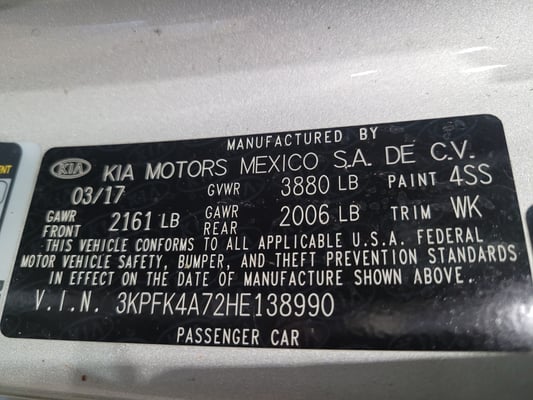 MANUFACTURED BY
KIA KIA MOTORS MEXICO S.A. DE C.V.
03/17 GVWR 3880 LB PAINT 4SS
GAWR FRONT 2161 LB GAWR REAR 2006 LB TRIM WK
THIS VEHICLE CONFORMS TO ALL APPLICABLE U.S.A. FEDERAL
MOTOR VEHICLE SAFETY, BUMPER, AND THEFT PREVENTION STANDARDS
IN EFFECT ON THE DATE OF MANUFACTURE SHOWN ABOVE.
V.I.N. 3KPFK4A72HE138990
PASSENGER CAR